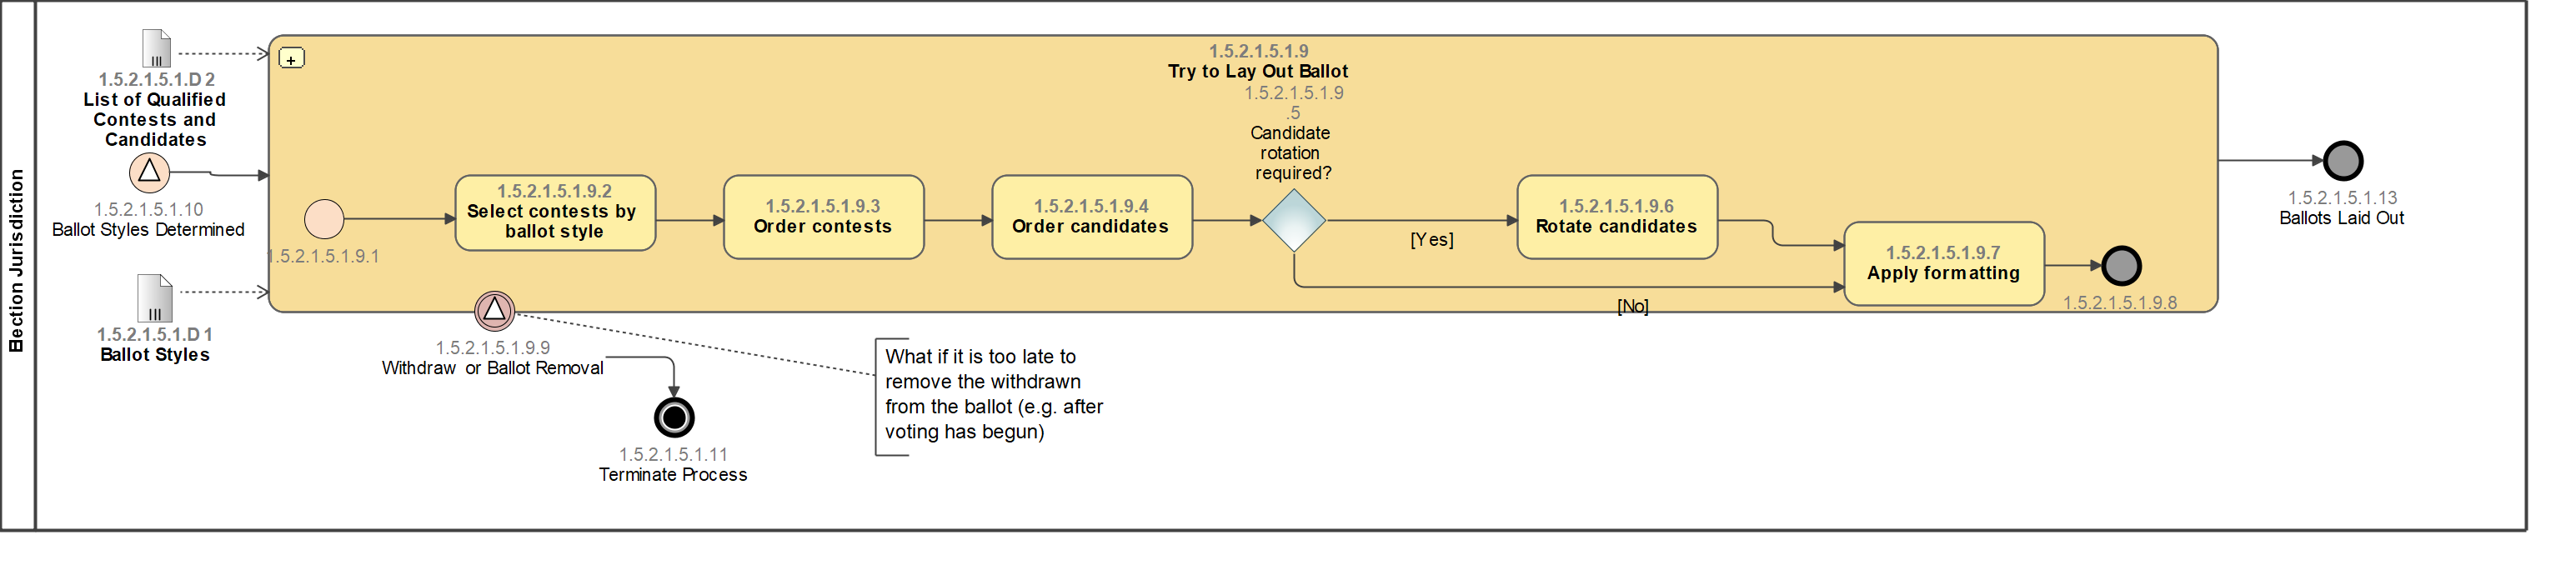 Bection Jurisdiction
1.5.2.1.5.1.D 2
List of Qualified
Contests and
Candidates
1.5.2.1.5.1.10
Ballot Styles Determined
1.5.2.1.5.1.D 1
Ballot Styles
1.5.2.1.5.1.9
Try to Lay Out Ballot
1.5.2.1.5.1.9.1
1.5.2.1.5.1.9.2
Select contests by
ballot style
1.5.2.1.5.1.9.3
Order contests
1.5.2.1.5.1.9.4
Order candidates
1.5.2.1.5.1.9
.5
Candidate
rotation
required?
[Yes]
[No]
1.5.2.1.5.1.9.6
Rotate candidates
1.5.2.1.5.1.9.7
Apply formatting
1.5.2.1.5.1.9.8
1.5.2.1.5.1.13
Ballots Laid Out
1.5.2.1.5.1.9.9
Withdraw or Ballot Removal
1.5.2.1.5.1.11
Terminate Process
What if it is too late to
remove the withdrawn
from the ballot (e.g. after
voting has begun)